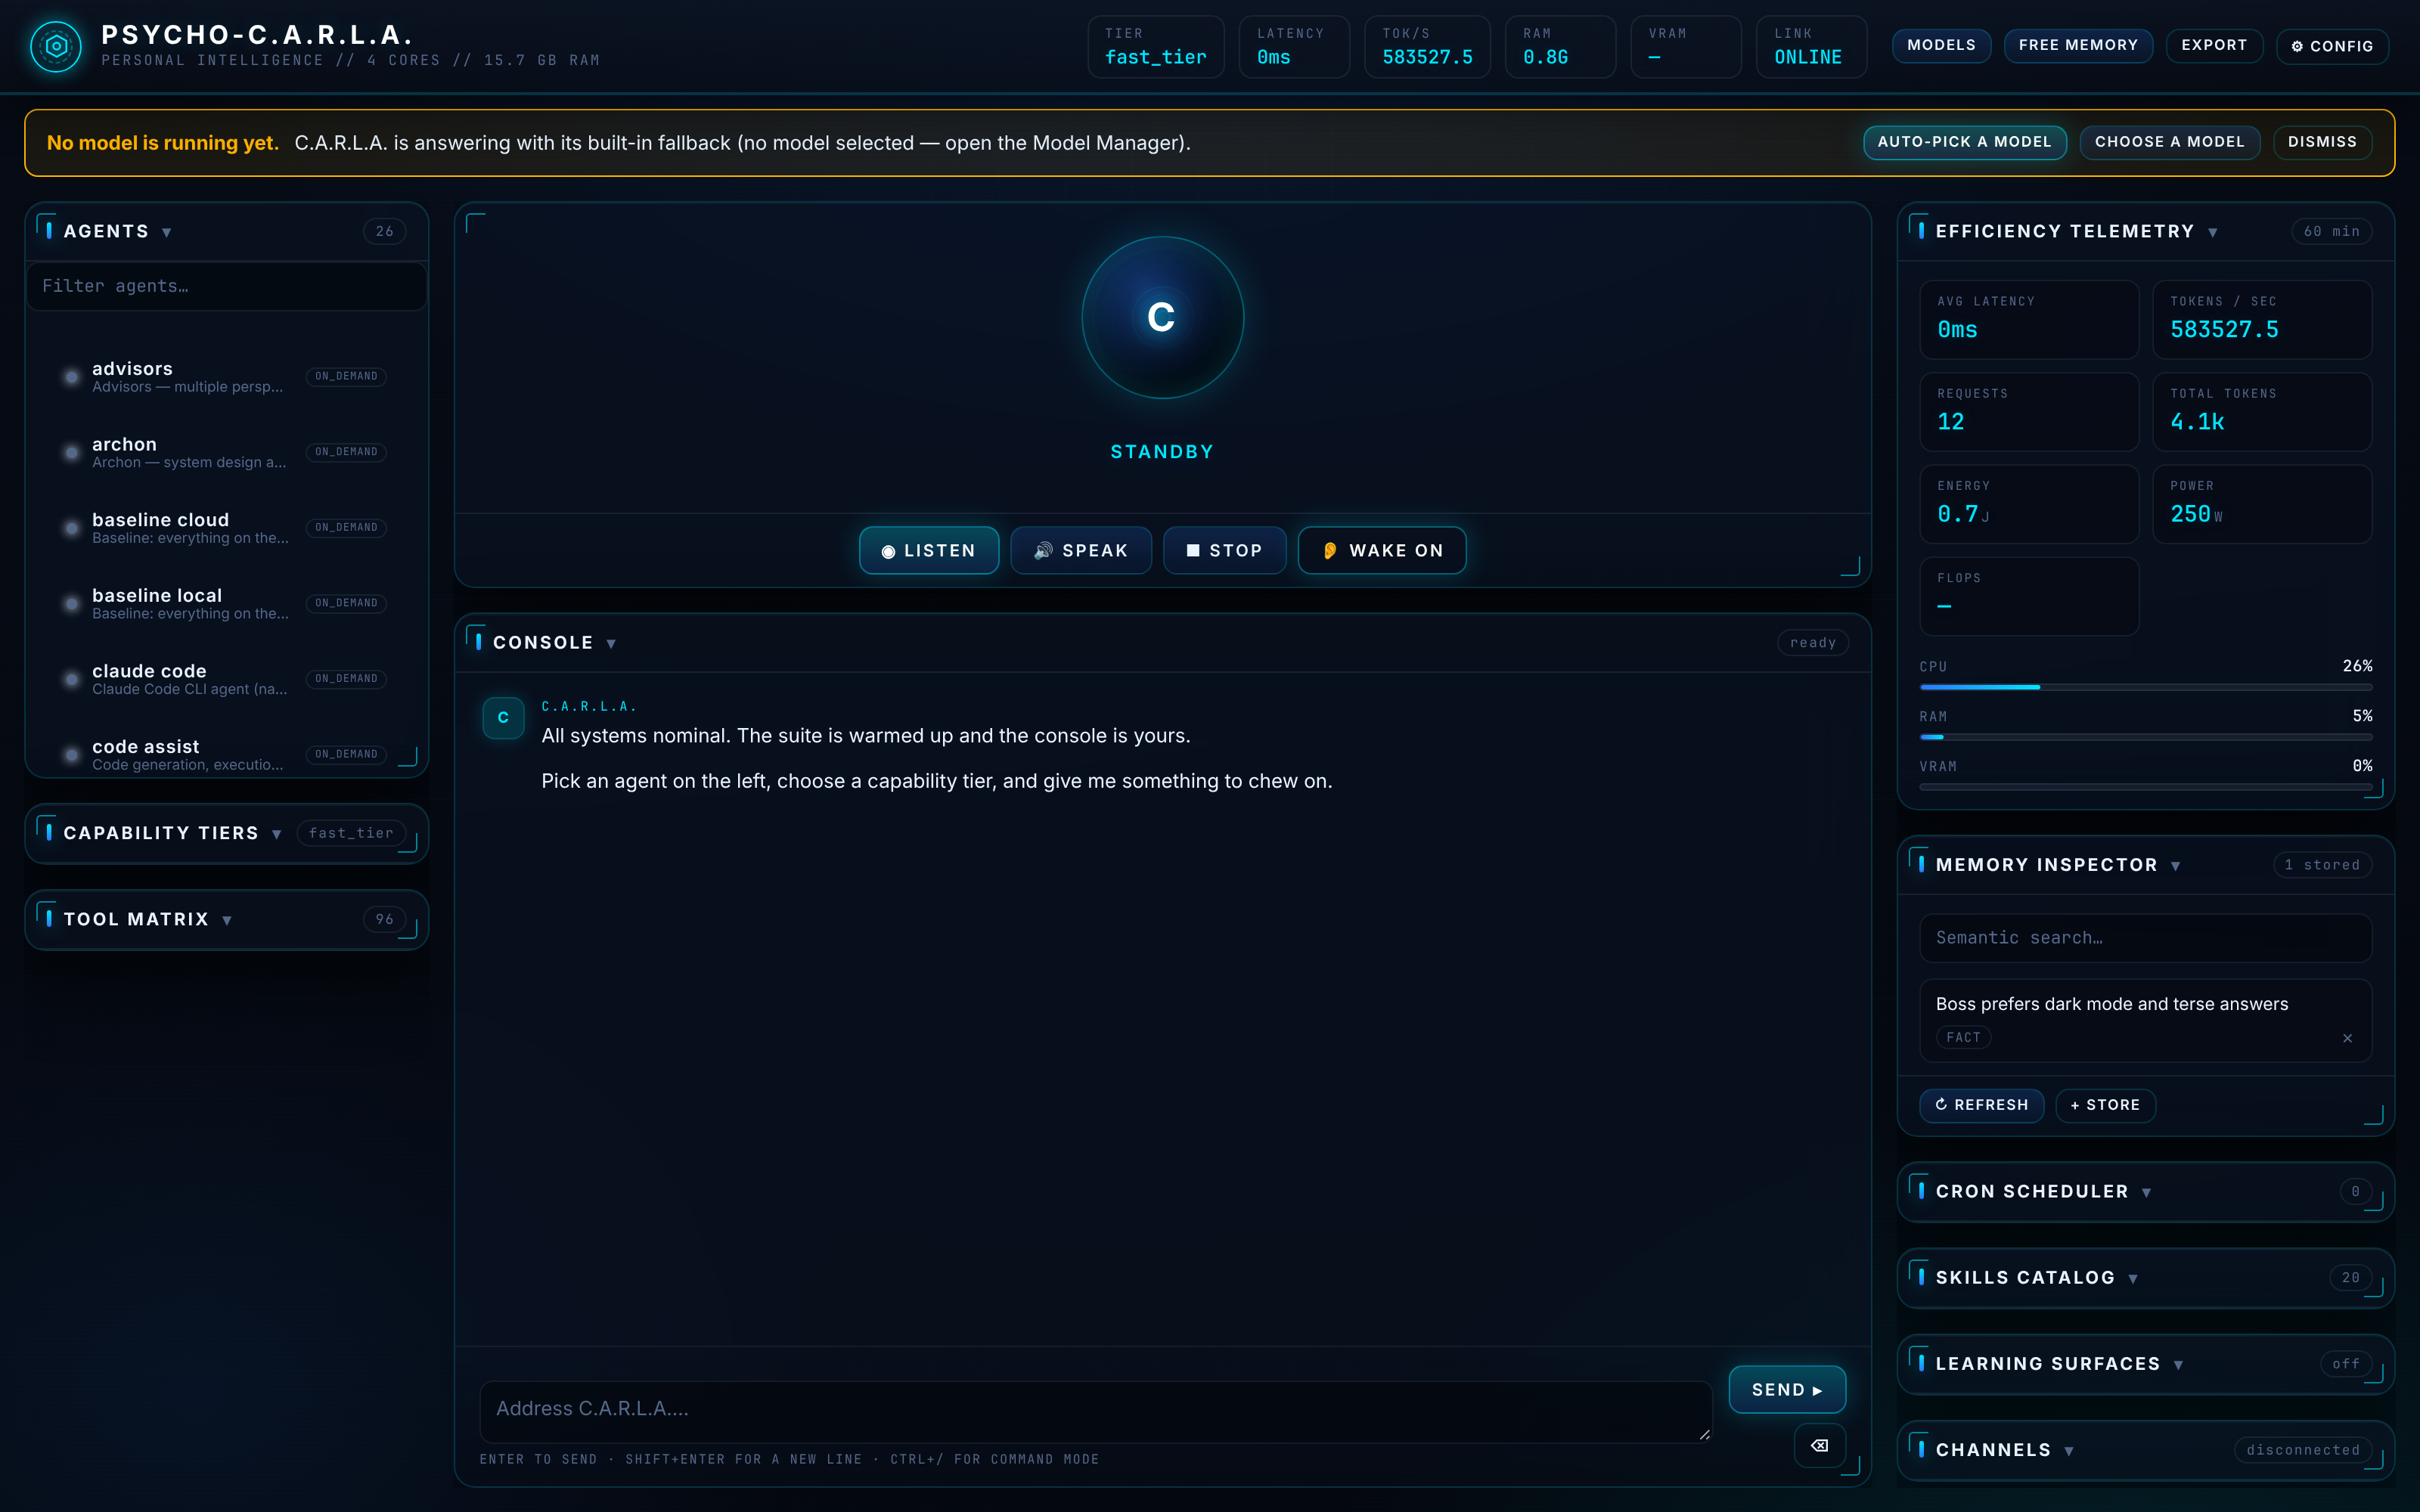 PSYCHO-C.A.R.L.A.
PERSONAL INTELLIGENCE // 4 CORES // 15.7 GB RAM
TIER
fast_tier
LATENCY
0ms
TOK/S
583527.5
RAM
0.8G
VRAM
—
LINK
ONLINE
MODELS
FREE MEMORY
EXPORT
⚙ CONFIG
No model is running yet. C.A.R.L.A. is answering with its built-in fallback (no model selected — open the Model Manager).
AUTO-PICK A MODEL
CHOOSE A MODEL
DISMISS
AGENTS ▼
26
Filter agents…
advisors
Advisors — multiple persp…
ON_DEMAND
archon
Archon — system design a…
ON_DEMAND
baseline cloud
Baseline: everything on the…
ON_DEMAND
baseline local
Baseline: everything on the…
ON_DEMAND
claude code
Claude Code CLI agent (na…
ON_DEMAND
code assist
Code generation, executio…
ON_DEMAND
CAPABILITY TIERS ▼
fast_tier
TOOL MATRIX ▼
96
C
STANDBY
◉ LISTEN
🔊 SPEAK
■ STOP
👂 WAKE ON
CONSOLE ▼
ready
C
C.A.R.L.A.
All systems nominal. The suite is warmed up and the console is yours.
Pick an agent on the left, choose a capability tier, and give me something to chew on.
Address C.A.R.L.A....
SEND ▸
⌫
ENTER TO SEND · SHIFT+ENTER FOR A NEW LINE · CTRL+/ FOR COMMAND MODE
EFFICIENCY TELEMETRY ▼
60 min
AVG LATENCY
0ms
TOKENS / SEC
583527.5
REQUESTS
12
TOTAL TOKENS
4.1k
ENERGY
0.7 J
POWER
250 W
FLOPS
—
CPU
26%
RAM
5%
VRAM
0%
MEMORY INSPECTOR ▼
1 stored
Semantic search…
Boss prefers dark mode and terse answers
FACT
×
↻ REFRESH
+ STORE
CRON SCHEDULER ▼
0
SKILLS CATALOG ▼
20
LEARNING SURFACES ▼
off
CHANNELS ▼
disconnected